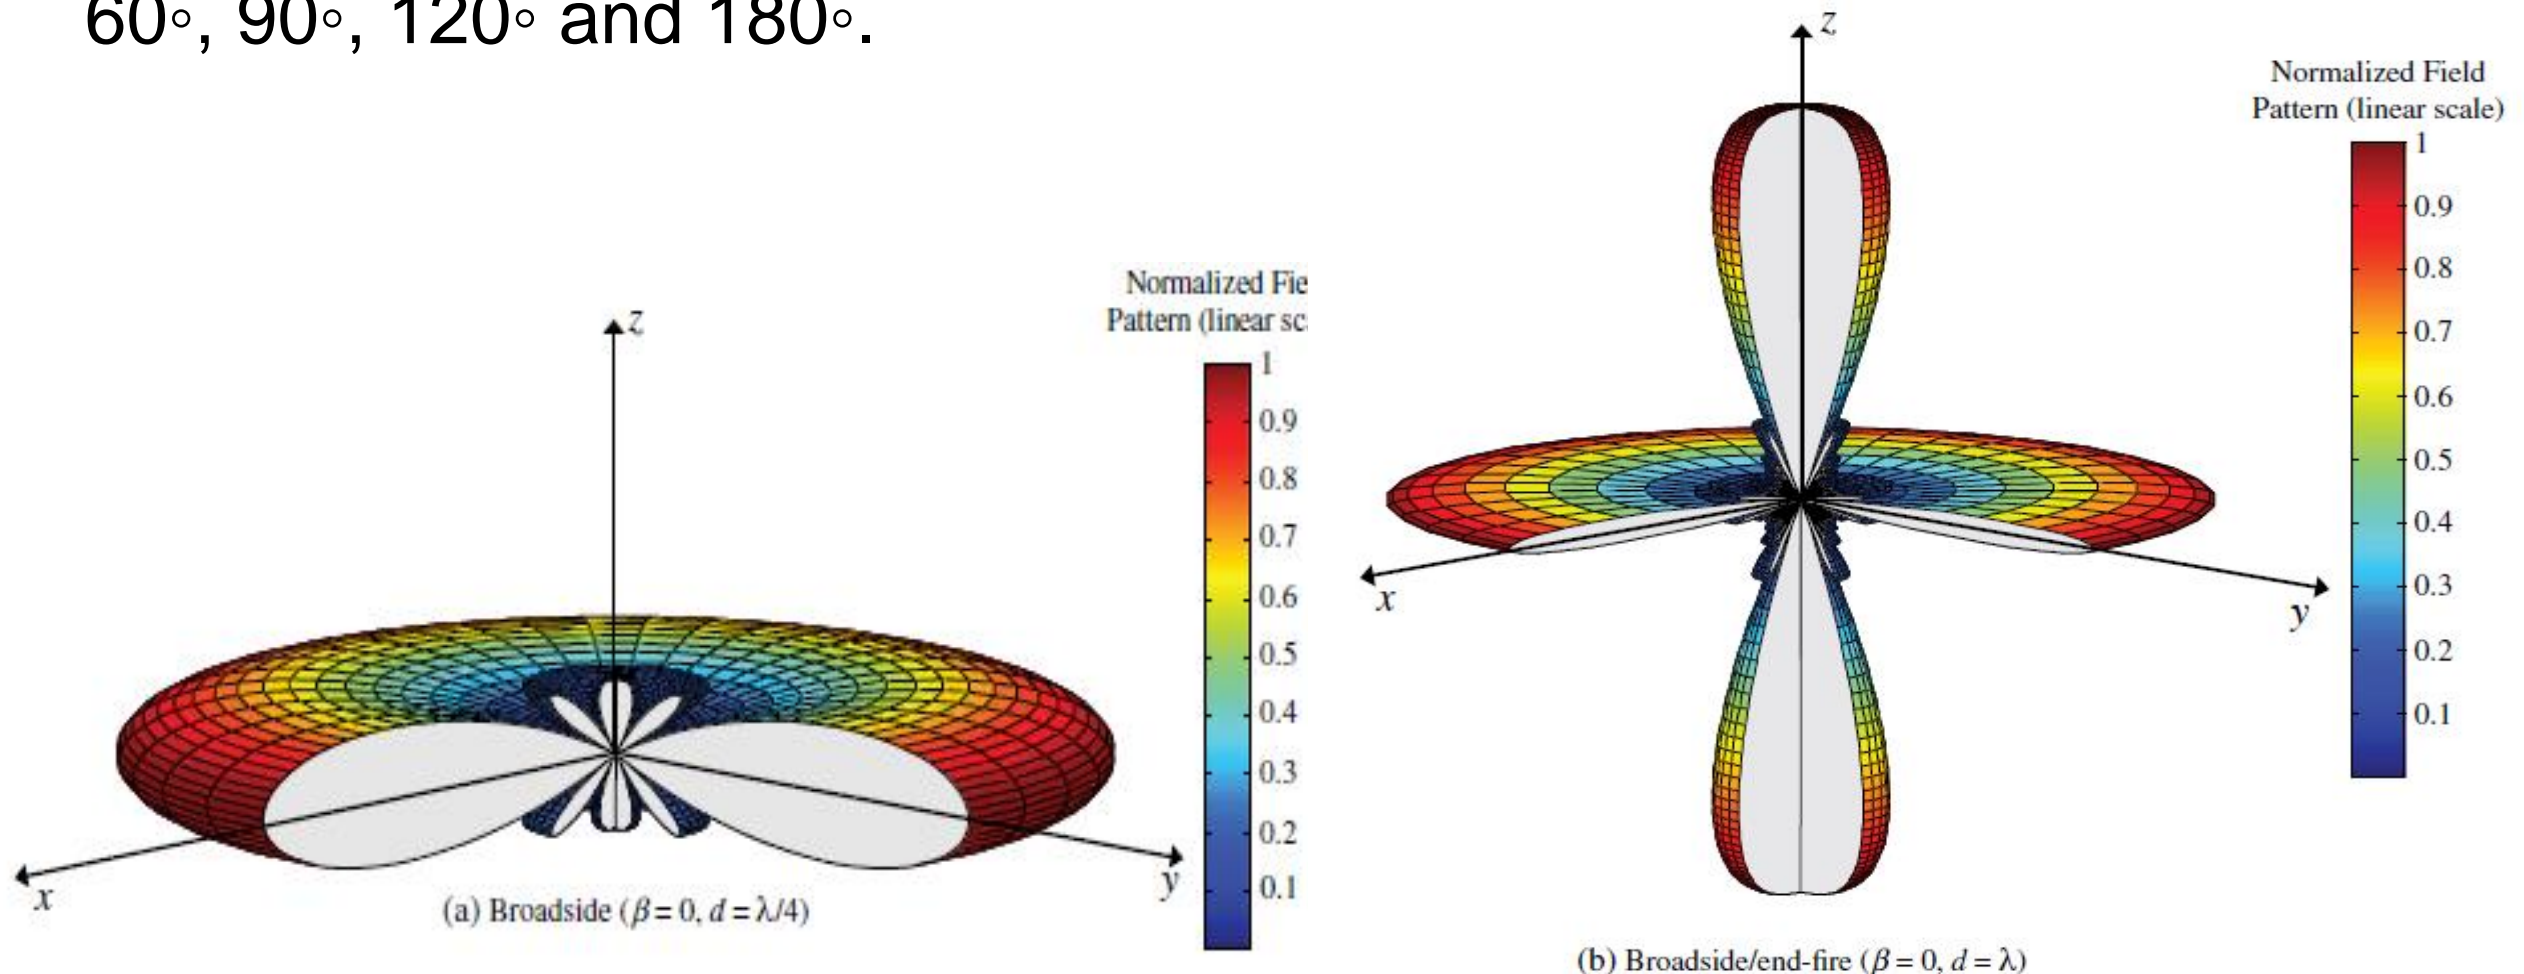 60°, 90°, 120° and 180°.
z
Normalized Fie
Pattern (linear sc
1
0.9
0.8
0.7
0.6
0.5
0.4
0.3
0.2
0.1
x
y
(a) Broadside (β = 0, d = λ/4)
z
Normalized Field
Pattern (linear scale)
1
0.9
0.8
0.7
0.6
0.5
0.4
0.3
0.2
0.1
x
y
(b) Broadside/end-fire (β = 0, d = λ)